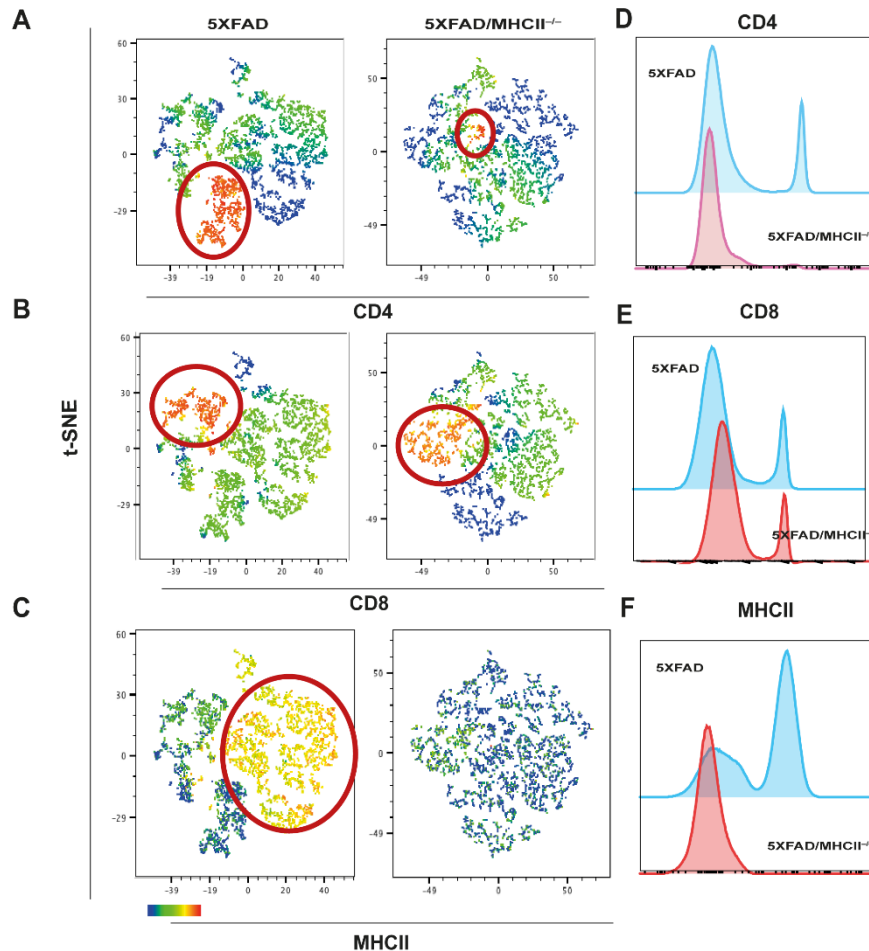 A
5XFAD
5XFAD/MHCII–/–
60
30
0
-29
-39 -19 0 20 40
50
0
-49
-49 0 50
CD4
B
60
30
0
-29
-39 -19 0 20 40
50
0
-49
-49 0 50
CD8
C
60
30
0
-29
-39 -19 0 20 40
50
0
-49
-49 0 50
MHCII
t-SNE
D
CD4
5XFAD
5XFAD/MHCII–/–
E
CD8
5XFAD
5XFAD/MHCII–/–
F
MHCII
5XFAD
5XFAD/MHCII–/–